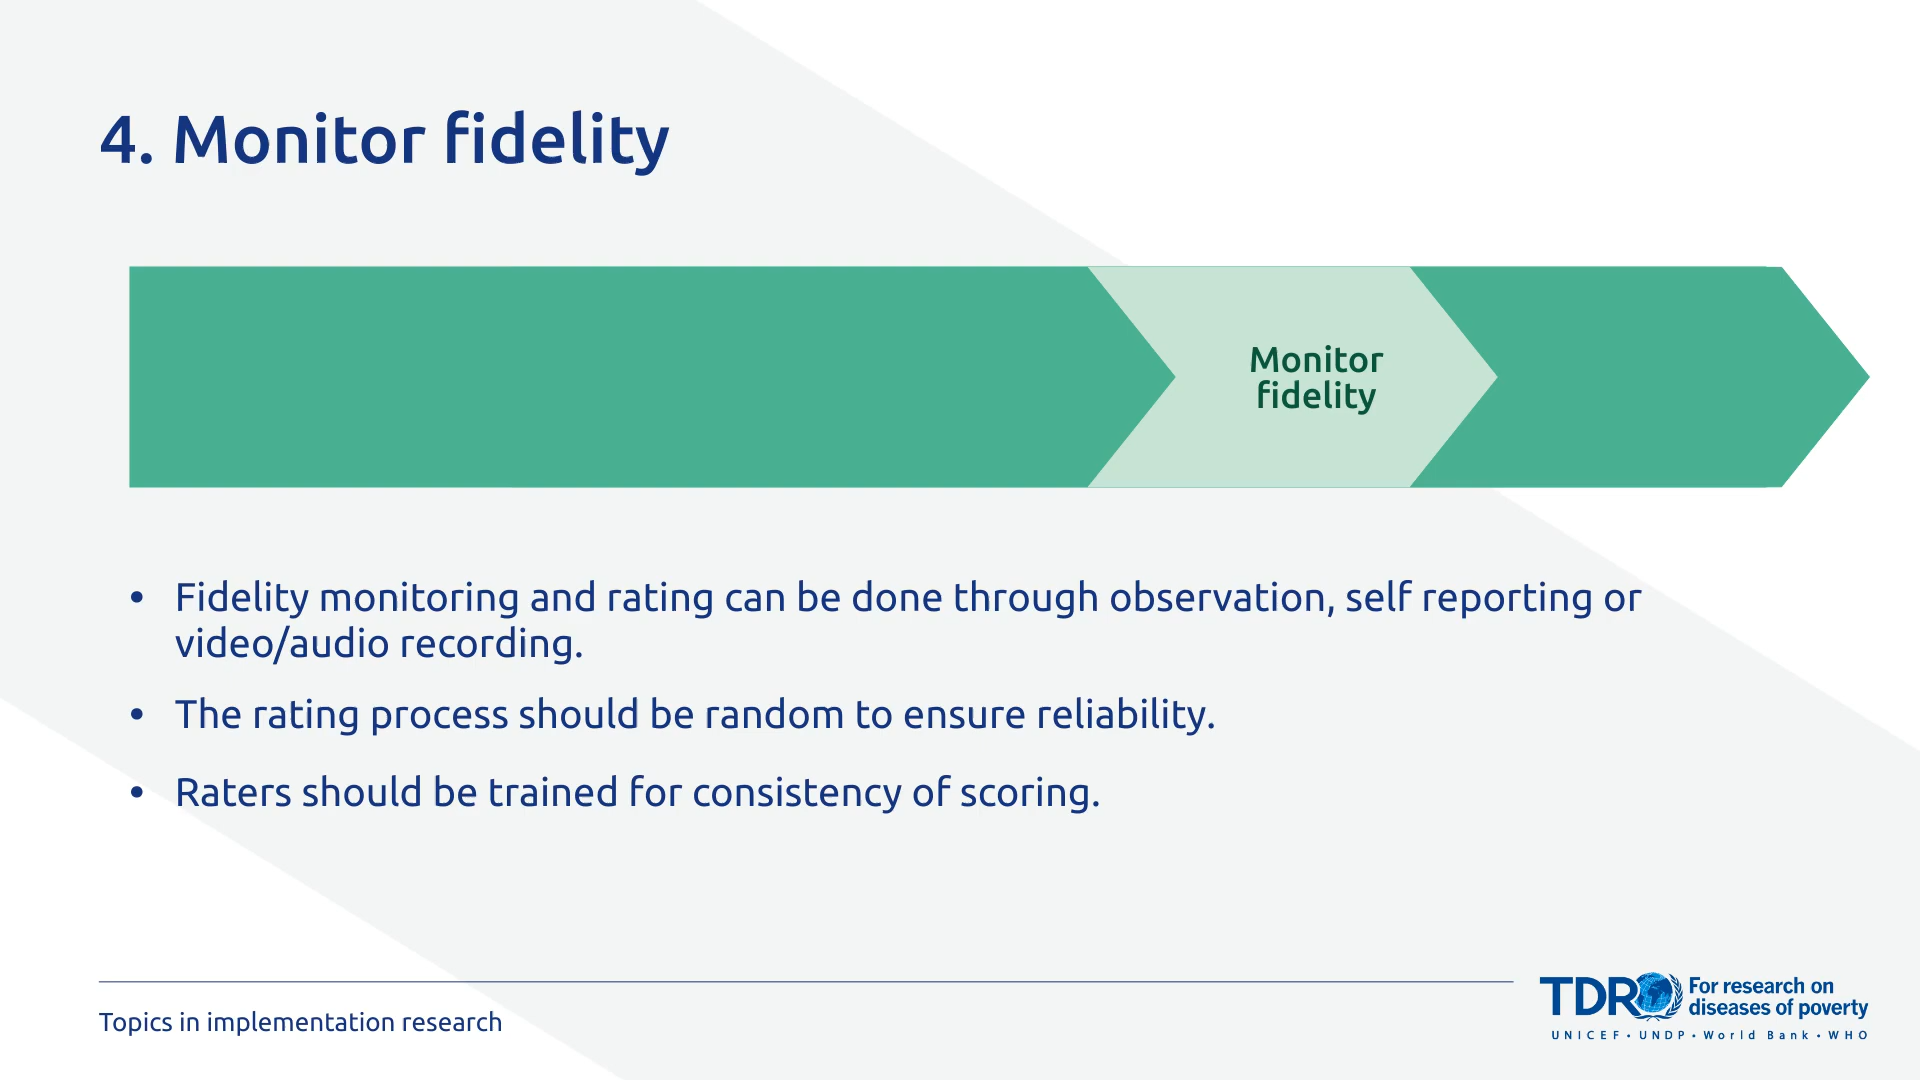 4. Monitor fidelity
Monitor
fidelity
• Fidelity monitoring and rating can be done through observation, self reporting or
video/audio recording.
• The rating process should be random to ensure reliability.
• Raters should be trained for consistency of scoring.
Topics in implementation research
TDR For research on
diseases of poverty
UNICEF • UNDP • World Bank • WHO